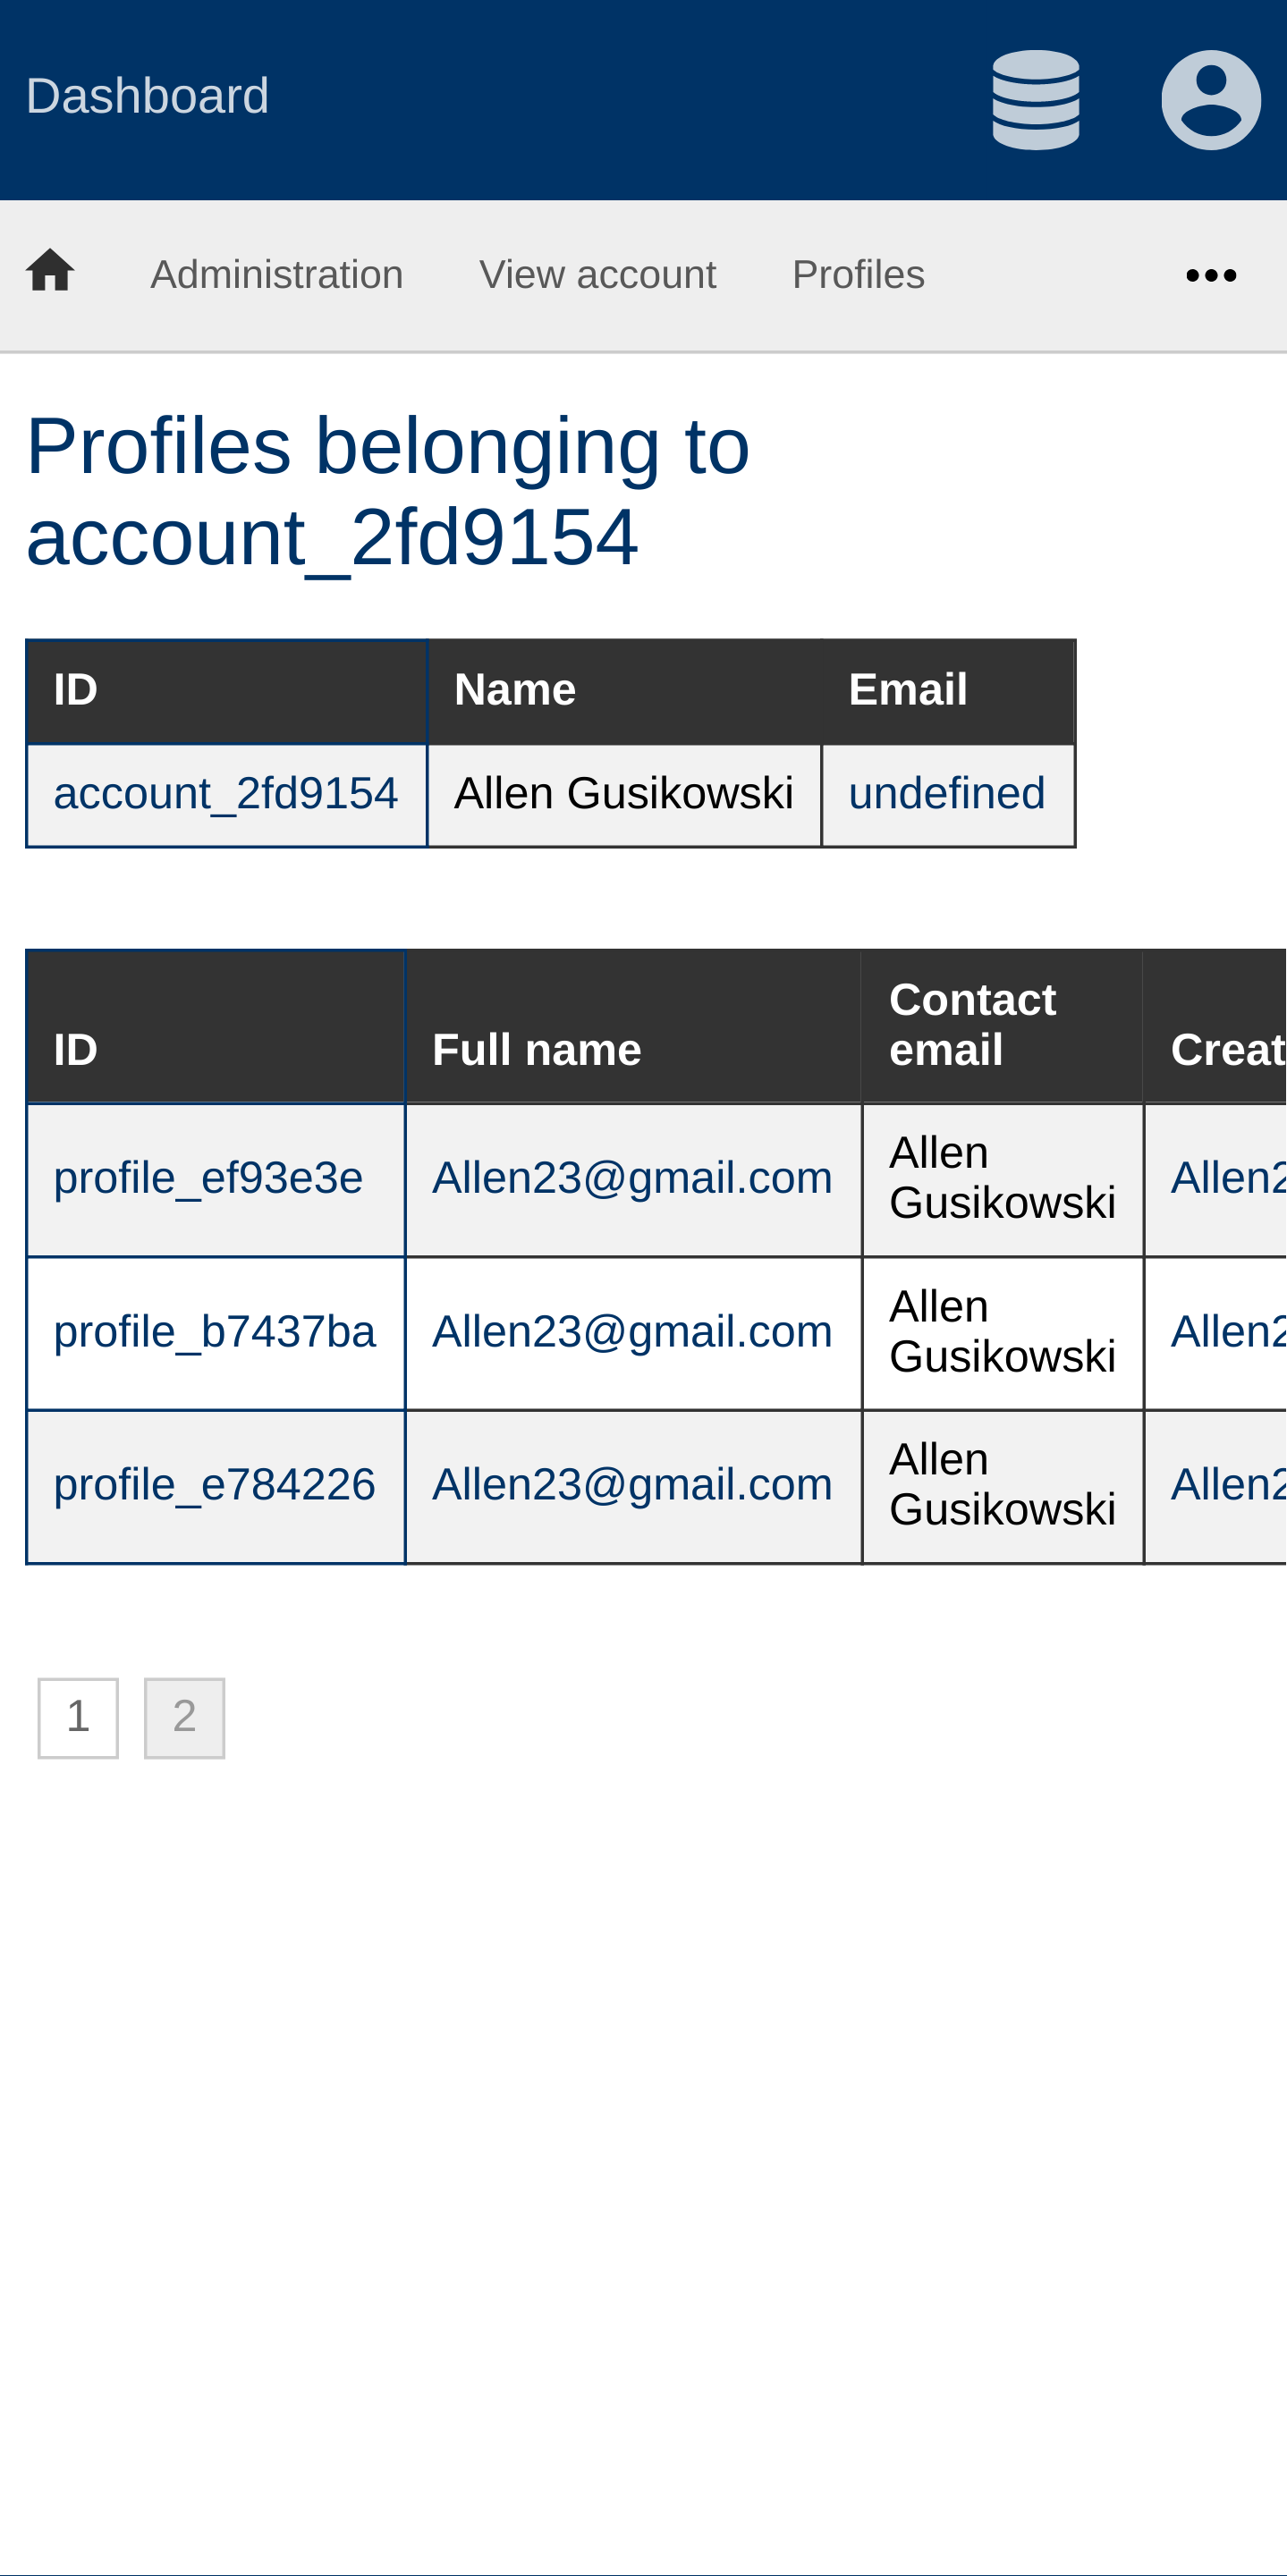 Dashboard
Administration View account Profiles
Profiles belonging to
account_2fd9154
ID Name Email
account_2fd9154 Allen Gusikowski undefined
Contact
ID Full name email Creat
Allen
profile_ef93e3e Allen23@gmail.com Gusikowski Allen2
Allen
profile_b7437ba Allen23@gmail.com Gusikowski Allen2
Allen
profile_e784226 Allen23@gmail.com Gusikowski Allen2
1 2